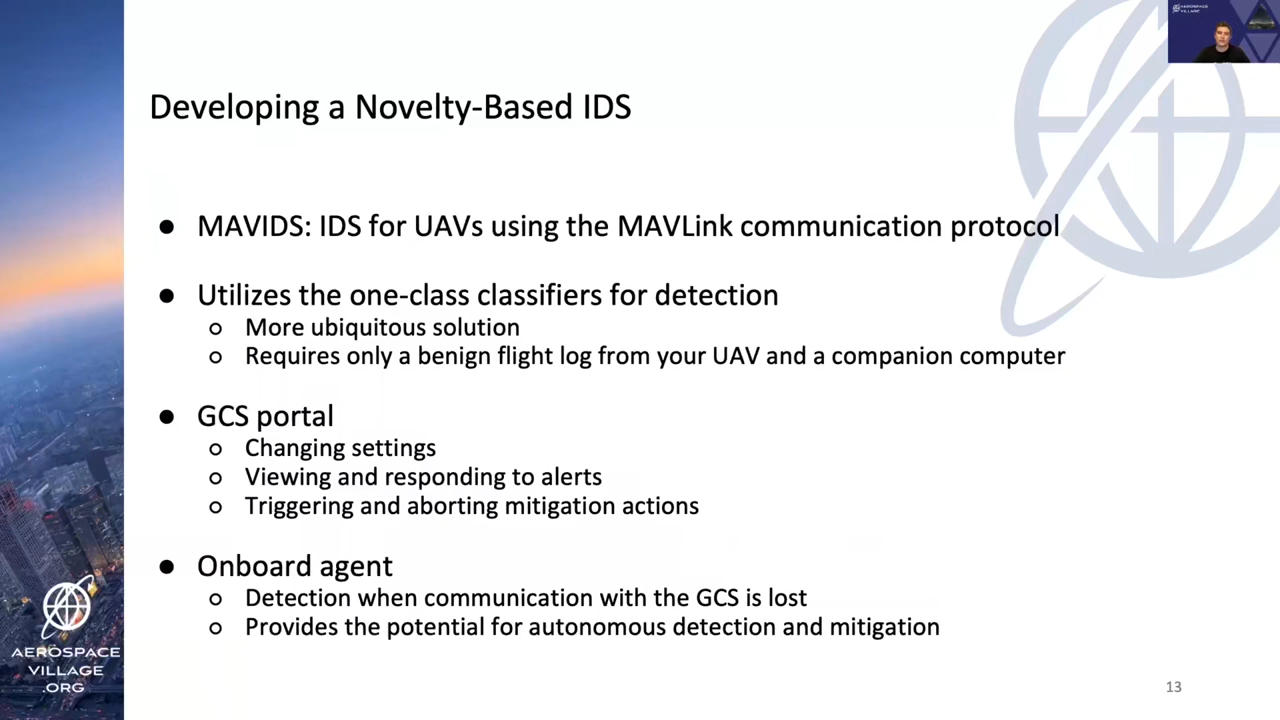 AEROSPACE
VILLAGE
Developing a Novelty-Based IDS
● MAVIDS: IDS for UAVs using the MAVLink communication protocol
● Utilizes the one-class classifiers for detection
○ More ubiquitous solution
○ Requires only a benign flight log from your UAV and a companion computer
● GCS portal
○ Changing settings
○ Viewing and responding to alerts
○ Triggering and aborting mitigation actions
● Onboard agent
○ Detection when communication with the GCS is lost
○ Provides the potential for autonomous detection and mitigation
AEROSPACE
VILLAGE
.ORG
13